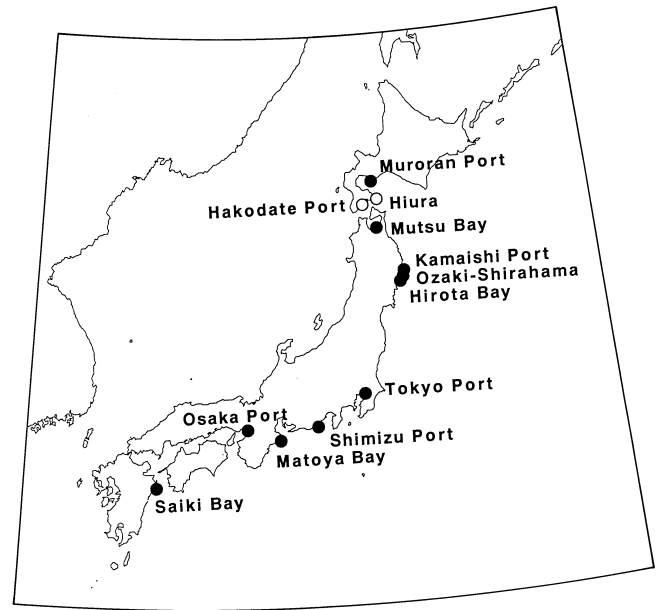 Muroran Port
Hakodate Port
Hiura
Mutsu Bay
Kamaishi Port
Ozaki-Shirahama
Hirota Bay
Tokyo Port
Osaka Port
Shimizu Port
Matoya Bay
Saiki Bay